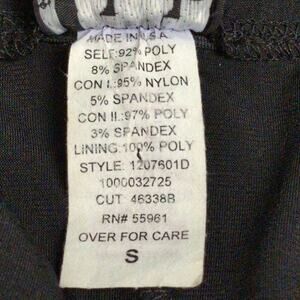 MADE IN U.S.A
SELF:92% POLY
8% SPANDEX
CON I.:95% NYLON
5% SPANDEX
CON II.:97% POLY
3% SPANDEX
LINING:100% POLY
STYLE: 1207601D
1000032725
CUT: 46338B
RN# 55961
OVER FOR CARE
S